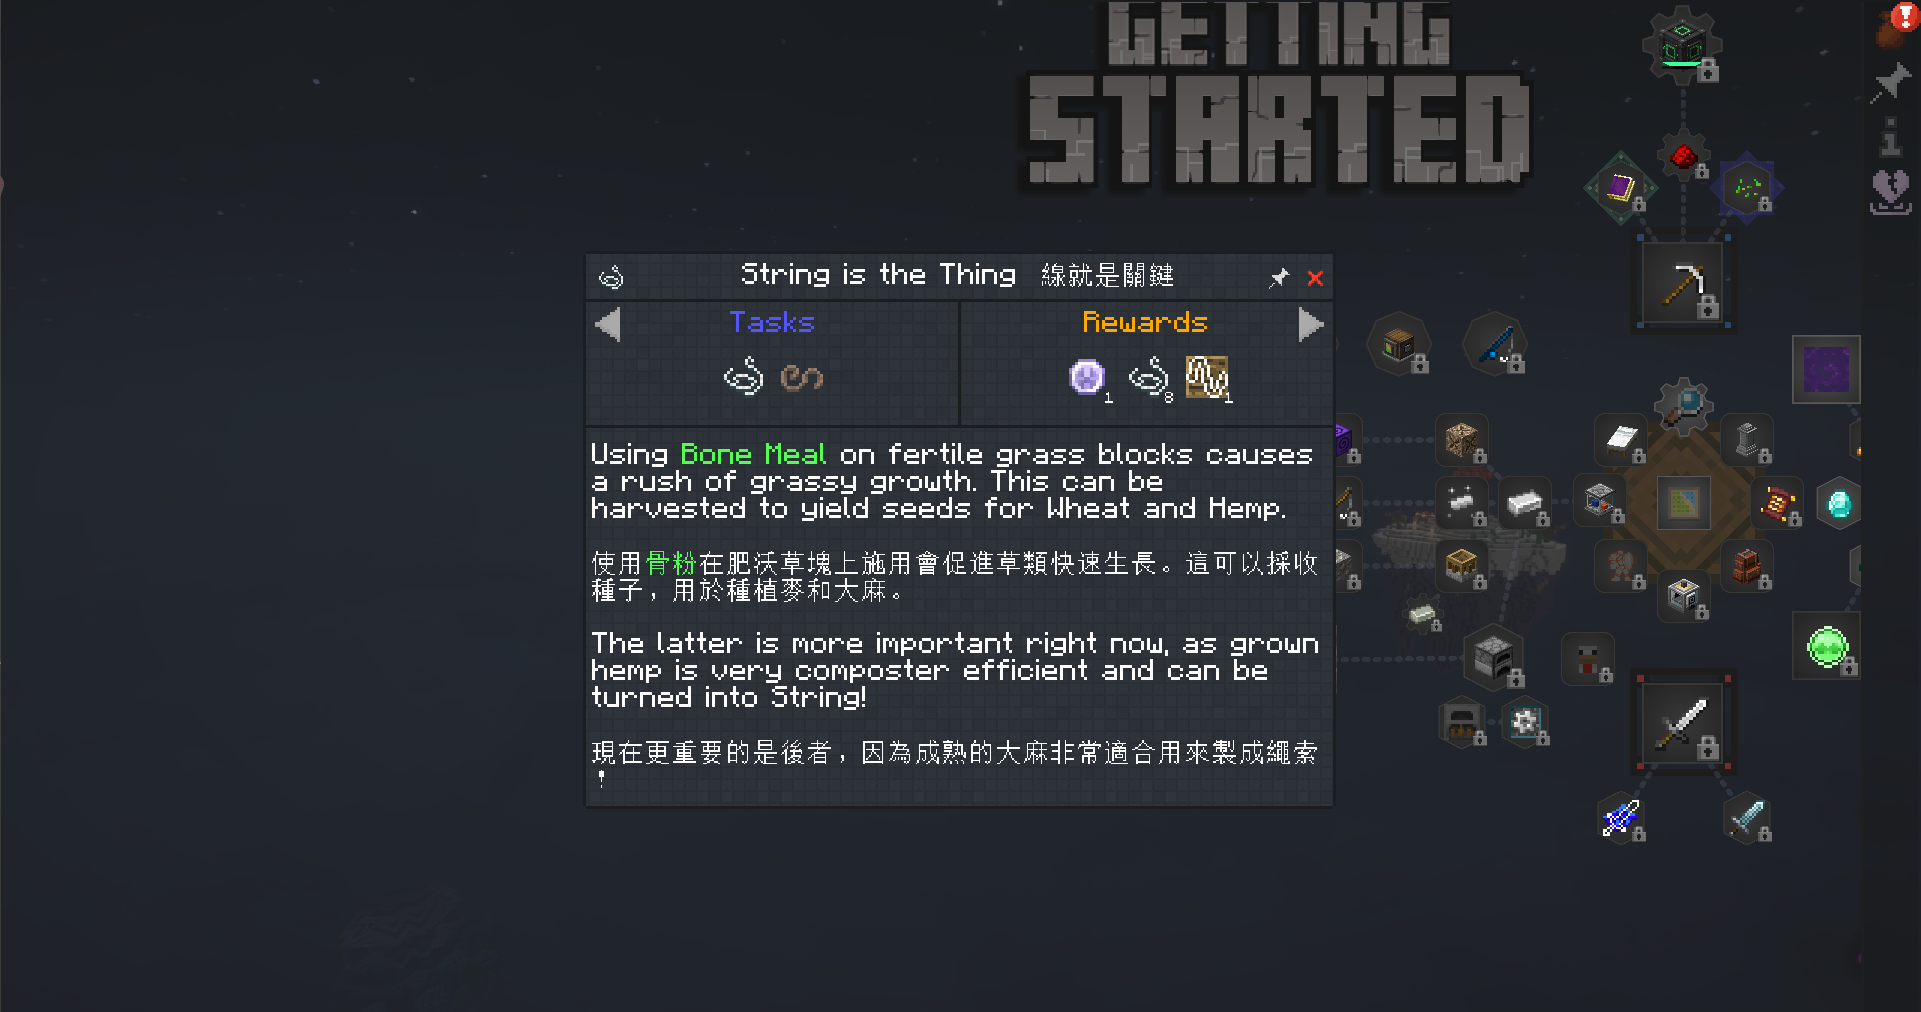 GETTING
STARTED
String is the Thing 線就是關鍵
Tasks
Rewards
1
8
1
Using Bone Meal on fertile grass blocks causes
a rush of grassy growth. This can be
harvested to yield seeds for Wheat and Hemp.
使用骨粉在肥沃草塊上施用會促進草類快速生長。這可以採收
種子，用於種植麥和大麻。
The latter is more important right now, as grown
hemp is very composter efficient and can be
turned into String!
現在更重要的是後者，因為成熟的大麻非常適合用來製成繩索
！